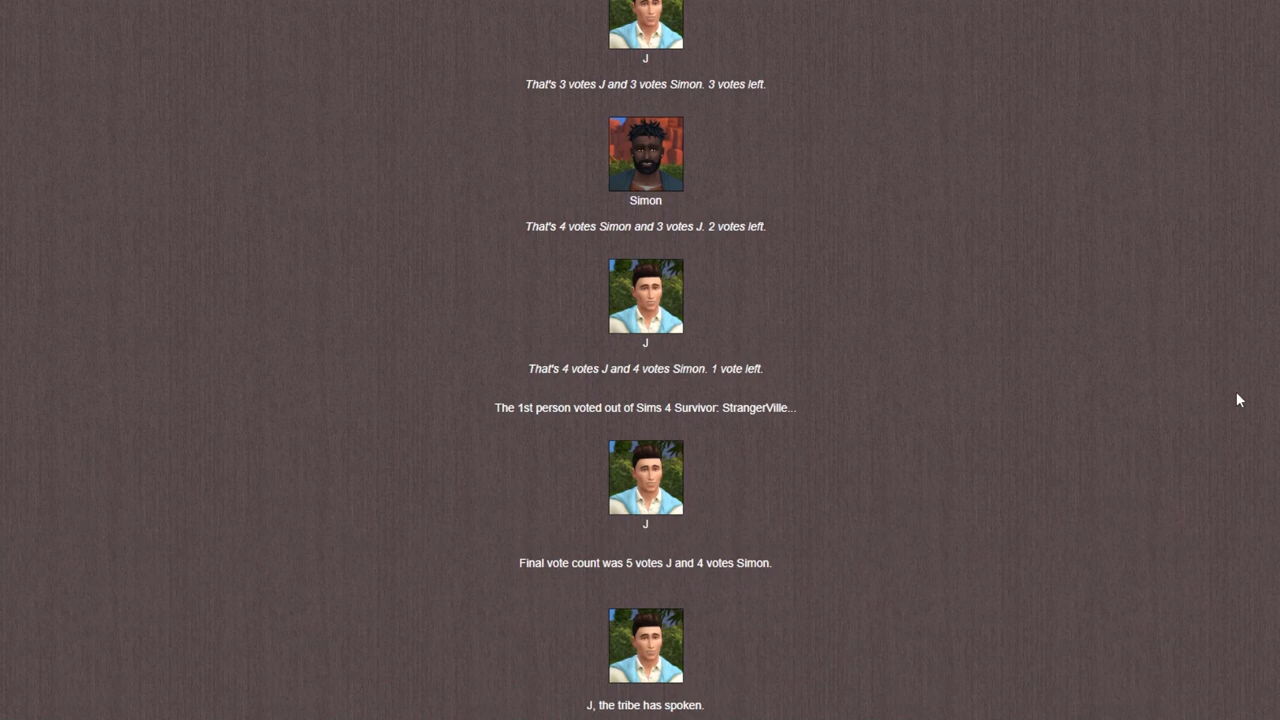 J
That's 3 votes J and 3 votes Simon. 3 votes left.
Simon
That's 4 votes Simon and 3 votes J. 2 votes left.
J
That's 4 votes J and 4 votes Simon. 1 vote left.
The 1st person voted out of Sims 4 Survivor: StrangerVille...
J
Final vote count was 5 votes J and 4 votes Simon.
J, the tribe has spoken.